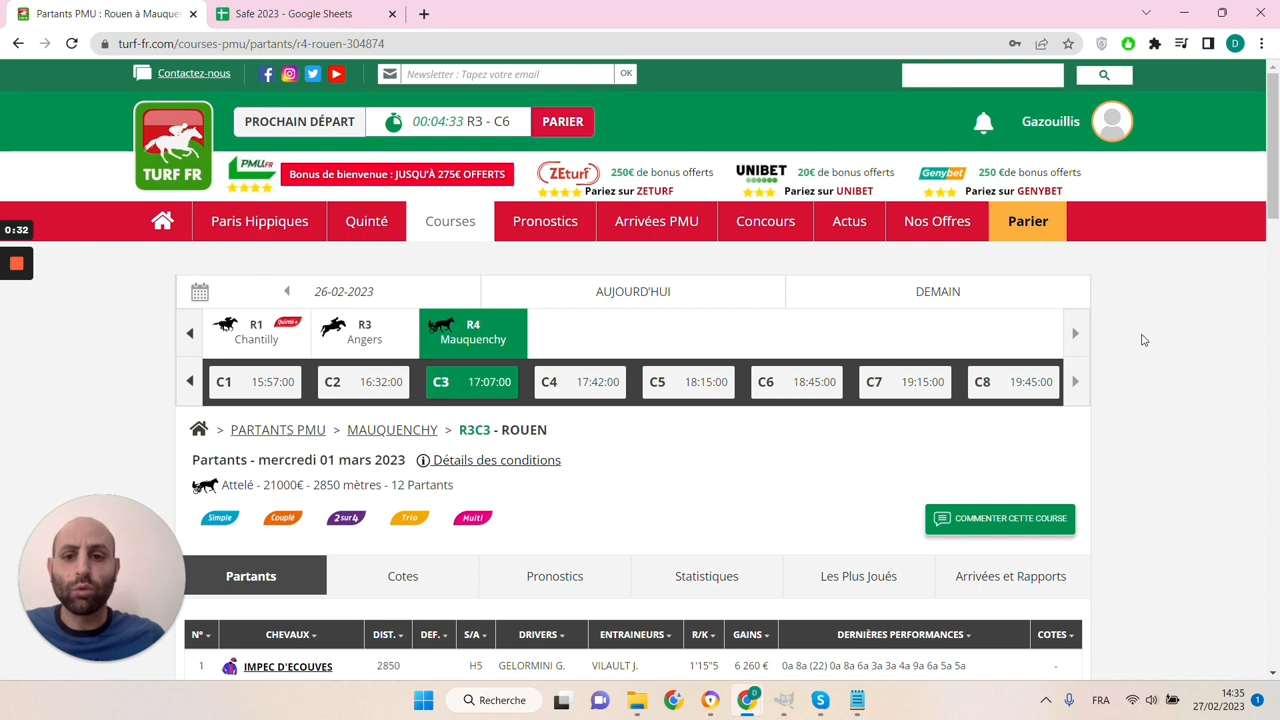 Partants PMU : Rouen à Mauque
Safe 2023 - Google Sheets
turf-fr.com/courses-pmu/partants/r4-rouen-304874
D
Contactez-nous
Newsletter : Tapez votre email
OK
TURF FR
PROCHAIN DÉPART
00:04:33 R3 - C6
PARIER
Gazouillis
PMU.FR
Bonus de bienvenue : JUSQU'À 275€ OFFERTS
ZEturf
250€ de bonus offerts
Pariez sur ZETURF
UNIBET
20€ de bonus offerts
Pariez sur UNIBET
Genybet
250 €de bonus offerts
Pariez sur GENYBET
0:32
Paris Hippiques
Quinté
Courses
Pronostics
Arrivées PMU
Concours
Actus
Nos Offres
Parier
26-02-2023
AUJOURD'HUI
DEMAIN
R1
Quinté+
Chantilly
R3
Angers
R4
Mauquenchy
C1 15:57:00
C2 16:32:00
C3 17:07:00
C4 17:42:00
C5 18:15:00
C6 18:45:00
C7 19:15:00
C8 19:45:00
> PARTANTS PMU > MAUQUENCHY > R3C3 - ROUEN
Partants - mercredi 01 mars 2023 Détails des conditions
Attelé - 21000€ - 2850 mètres - 12 Partants
Simple
Couplé
2sur4
Trio
Multi
COMMENTER CETTE COURSE
Partants
Cotes
Pronostics
Statistiques
Les Plus Joués
Arrivées et Rapports
N° CHEVAUX DIST. DEF. S/A DRIVERS ENTRAINEURS R/K GAINS DERNIÈRES PERFORMANCES COTES
1 IMPEC D'ECOUVES 2850 H5 GELORMINI G. VILAULT J. 1'15"5 6 260 € 0a 8a (22) 0a 8a 6a 3a 3a 4a 9a 0a 5a 5a -
Recherche
FRA
14:35
27/02/2023
1